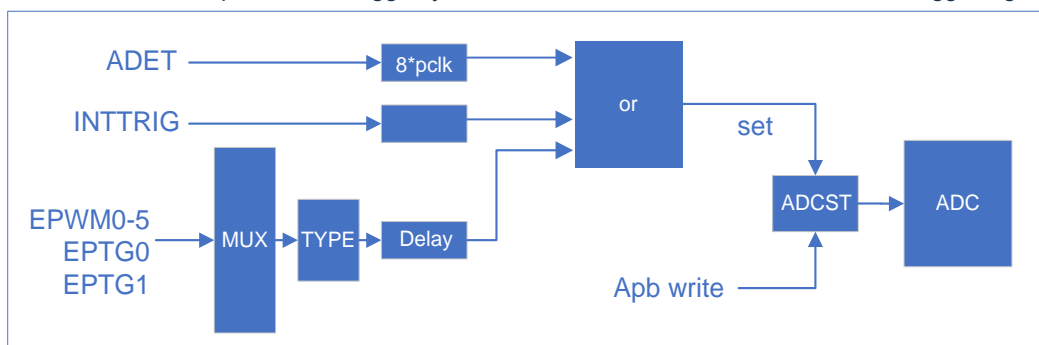 ADET
8*pclk
INTTRIG
or
set
EPWM0-5
EPTG0
EPTG1
MUX
TYPE
Delay
ADCST
ADC
Apb write